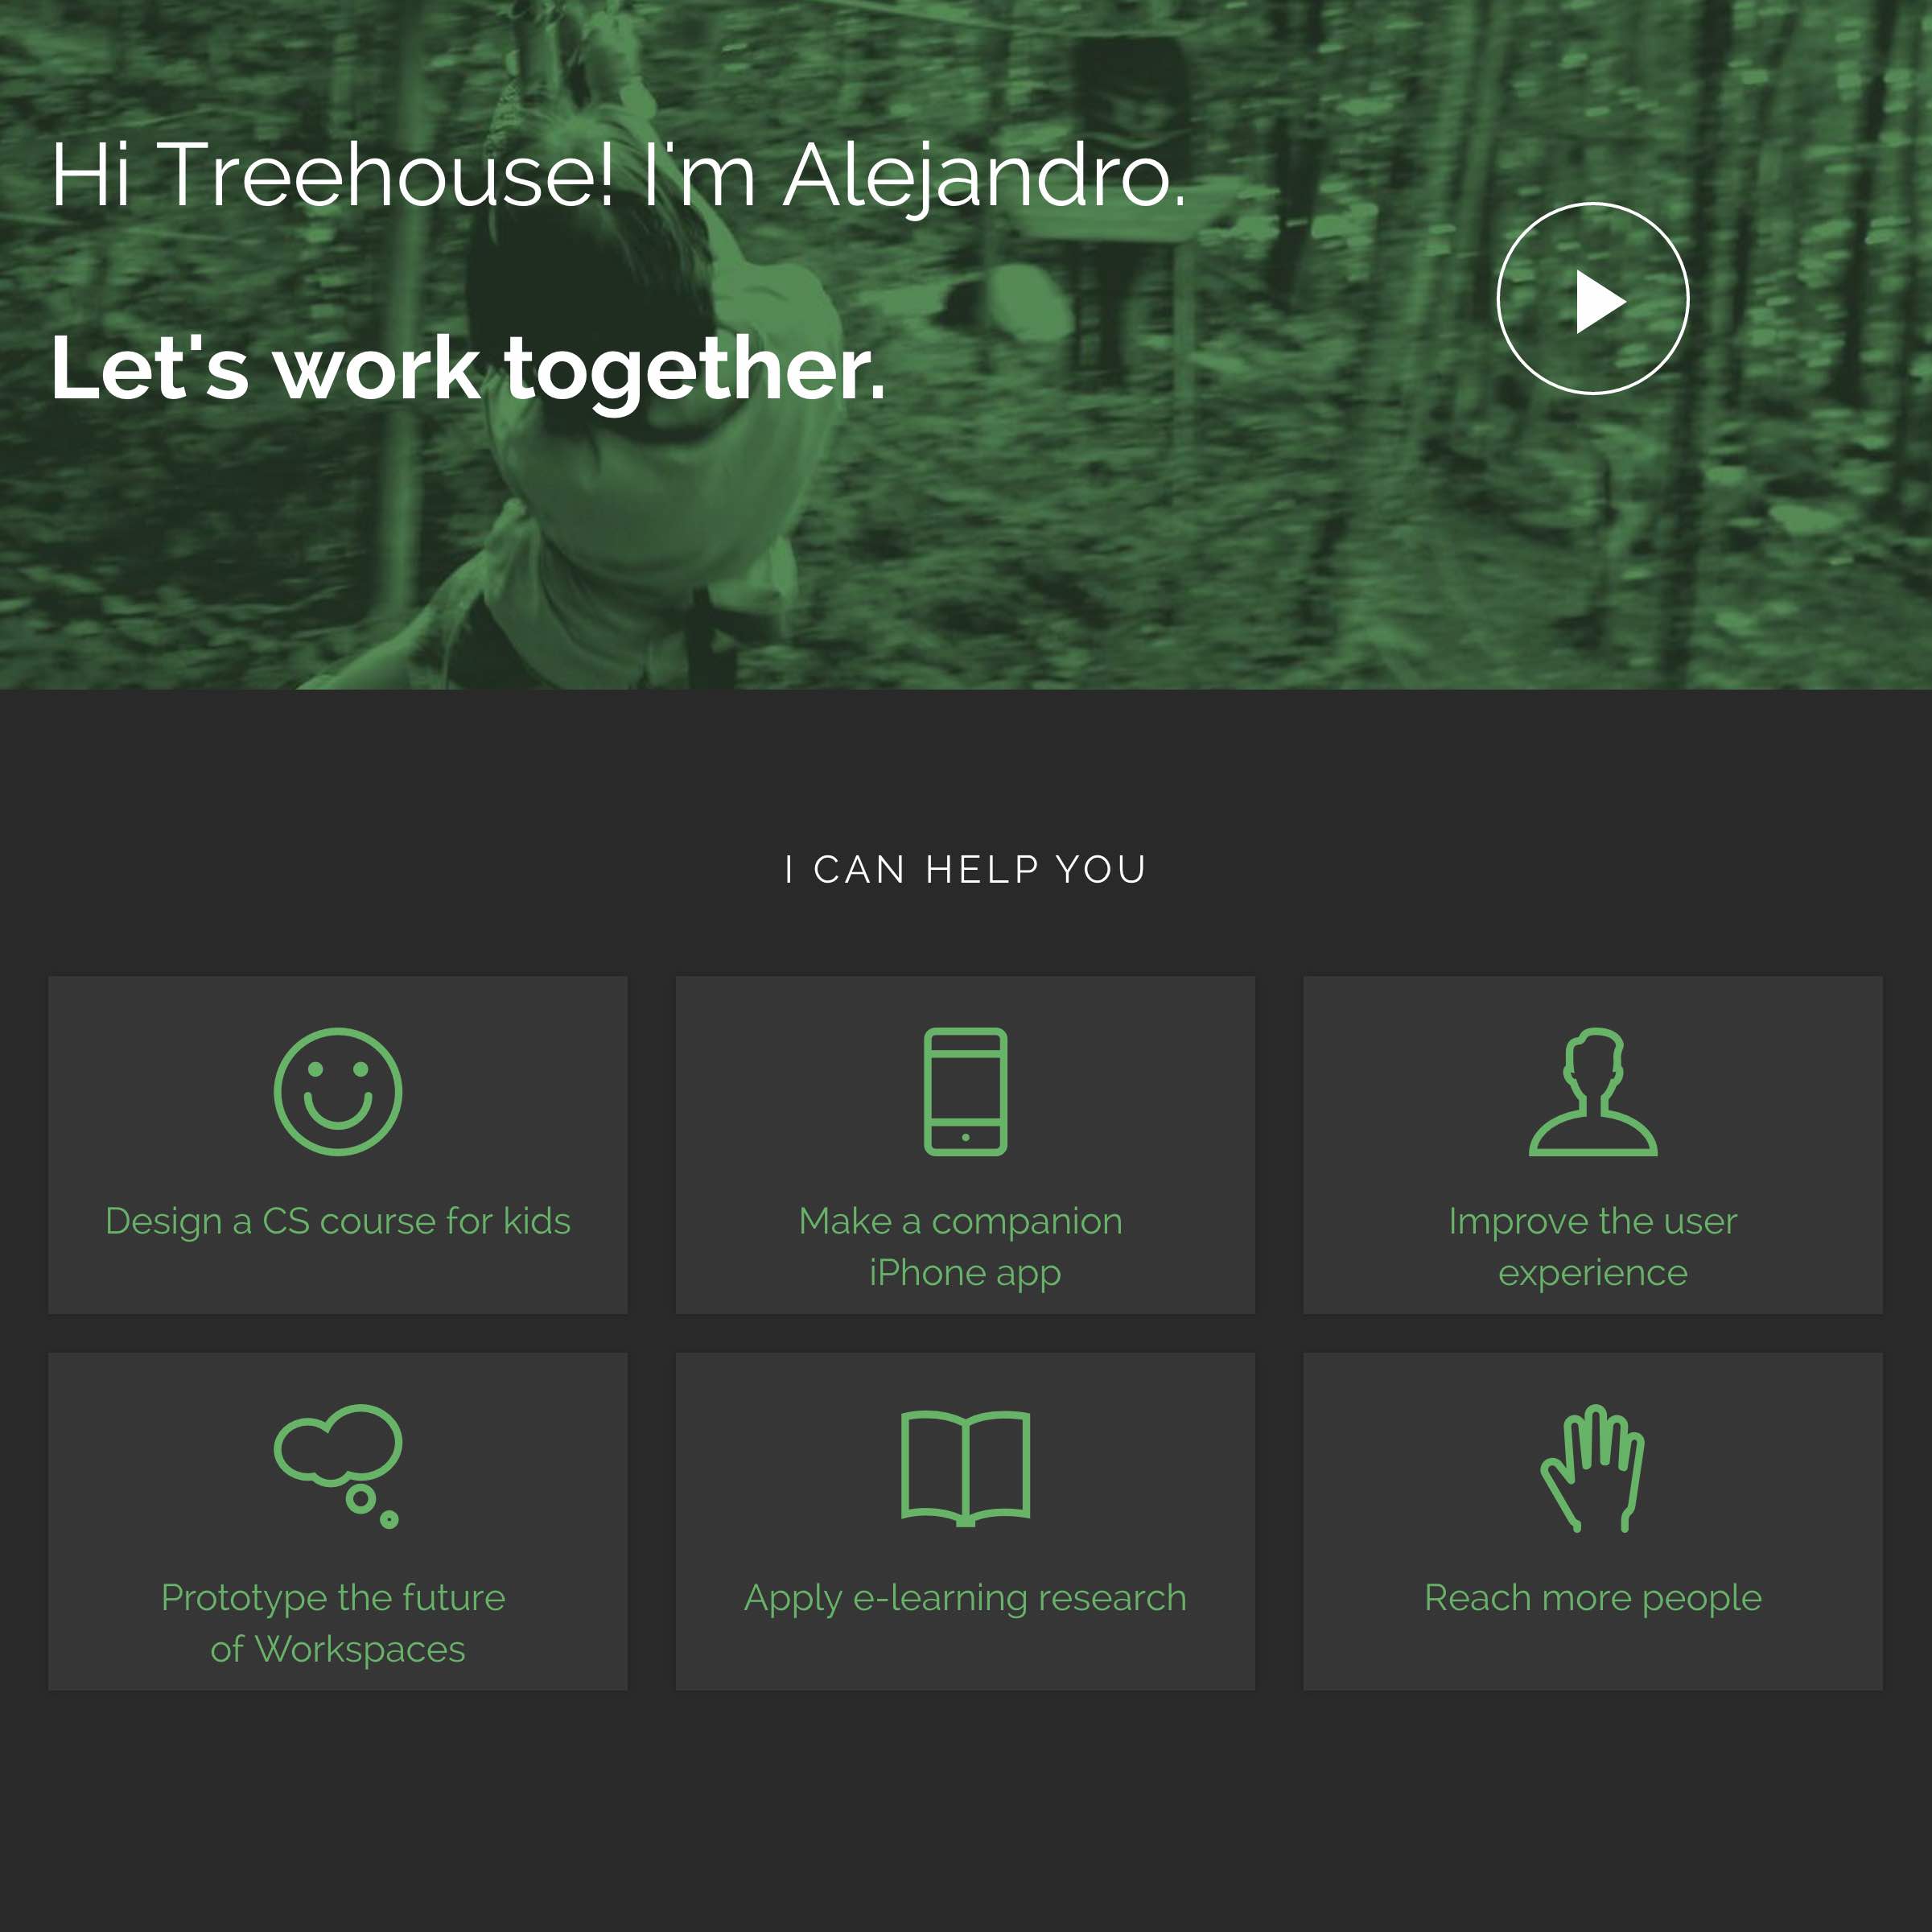 Hi Treehouse! I'm Alejandro.
Let's work together.
I CAN HELP YOU
Design a CS course for kids
Make a companion
iPhone app
Improve the user
experience
Prototype the future
of Workspaces
Apply e-learning research
Reach more people